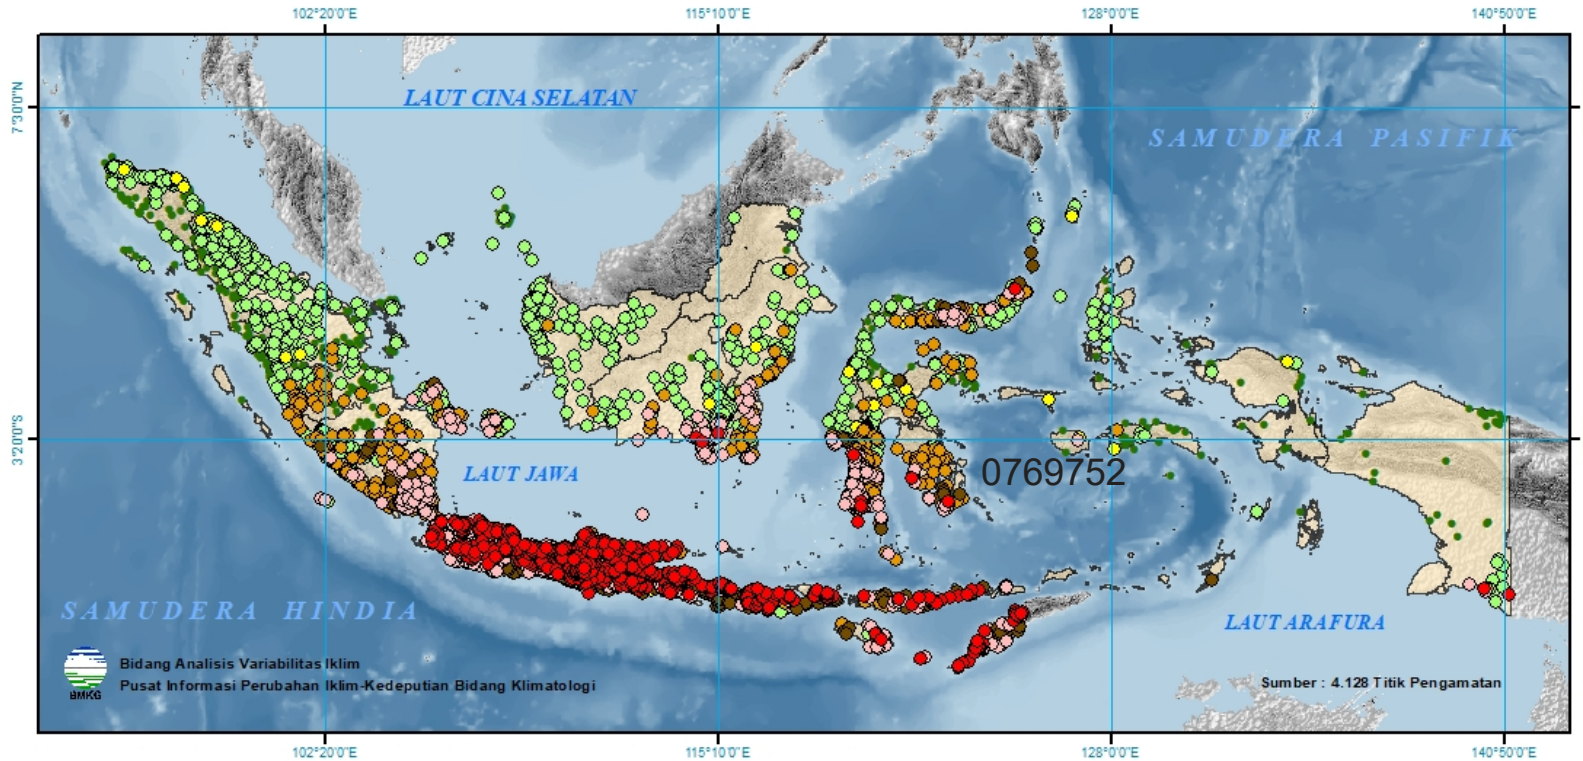 102°20'0"E 115°10'0"E 128°0'0"E 140°50'0"E
7°30'0"N
LAUT CINA SELATAN
SAMUDERA PASIFIK
3°20'0"S
LAUT JAWA
0769752
SAMUDERA HINDIA
LAUT ARAFURA
BMKG
Bidang Analisis Variabilitas Iklim
Pusat Informasi Perubahan Iklim-Kedeputian Bidang Klimatologi
Sumber : 4.128 Titik Pengamatan
102°20'0"E 115°10'0"E 128°0'0"E 140°50'0"E